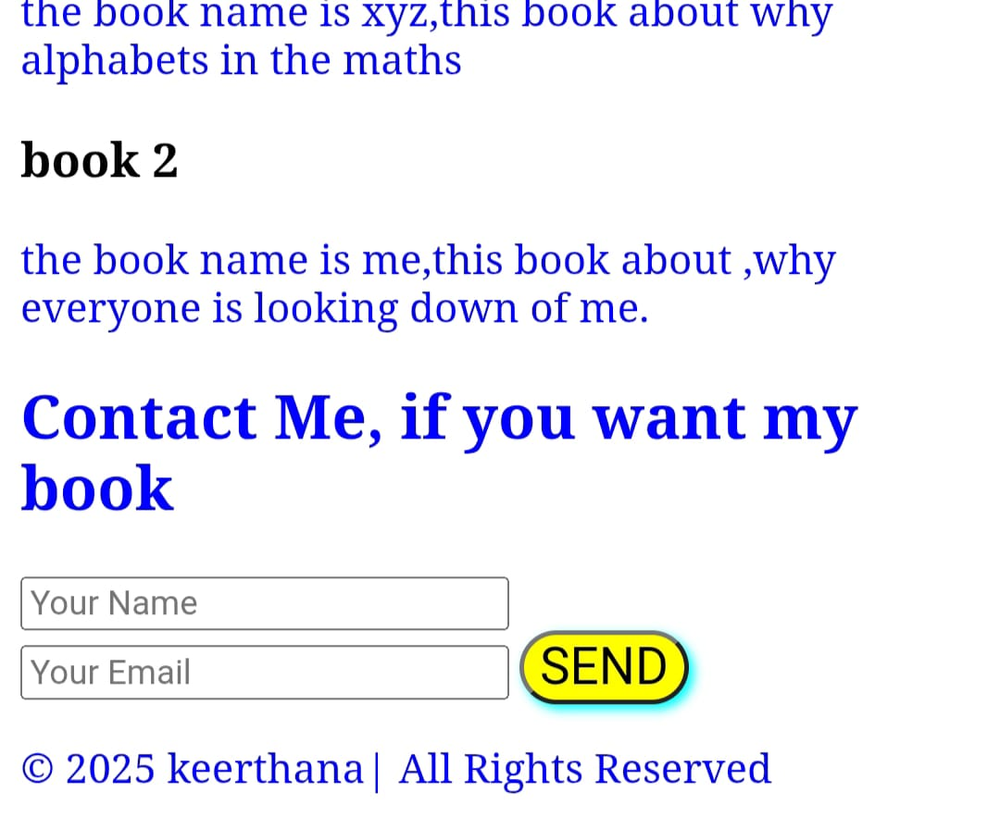 the book name is xyz,this book about why
alphabets in the maths
book 2
the book name is me,this book about ,why
everyone is looking down of me.
Contact Me, if you want my
book
Your Name
Your Email
SEND
© 2025 keerthana| All Rights Reserved